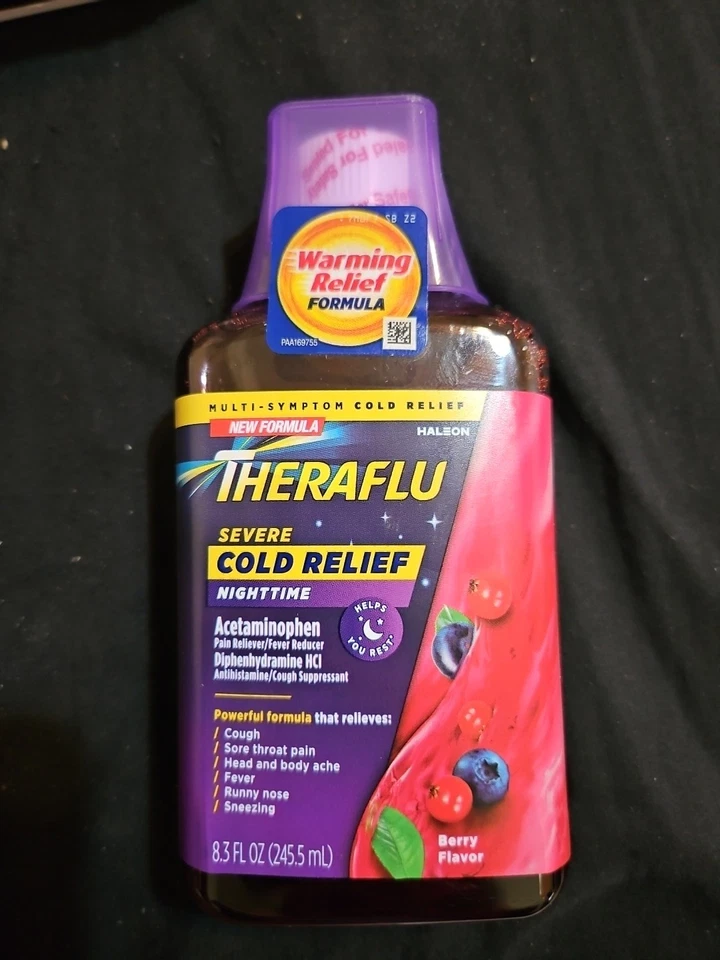 Sealed For
Warming
Relief
FORMULA
PAA169755
MULTI-SYMPTOM COLD RELIEF
NEW FORMULA
HALEON
THERAFLU
SEVERE
COLD RELIEF
NIGHTTIME
HELPS
YOU REST*
Acetaminophen
Pain Reliever/Fever Reducer
Diphenhydramine HCl
Antihistamine/Cough Suppressant
Powerful formula that relieves:
/ Cough
/ Sore throat pain
/ Head and body ache
/ Fever
/ Runny nose
/ Sneezing
8.3 FL OZ (245.5 mL)
Berry
Flavor